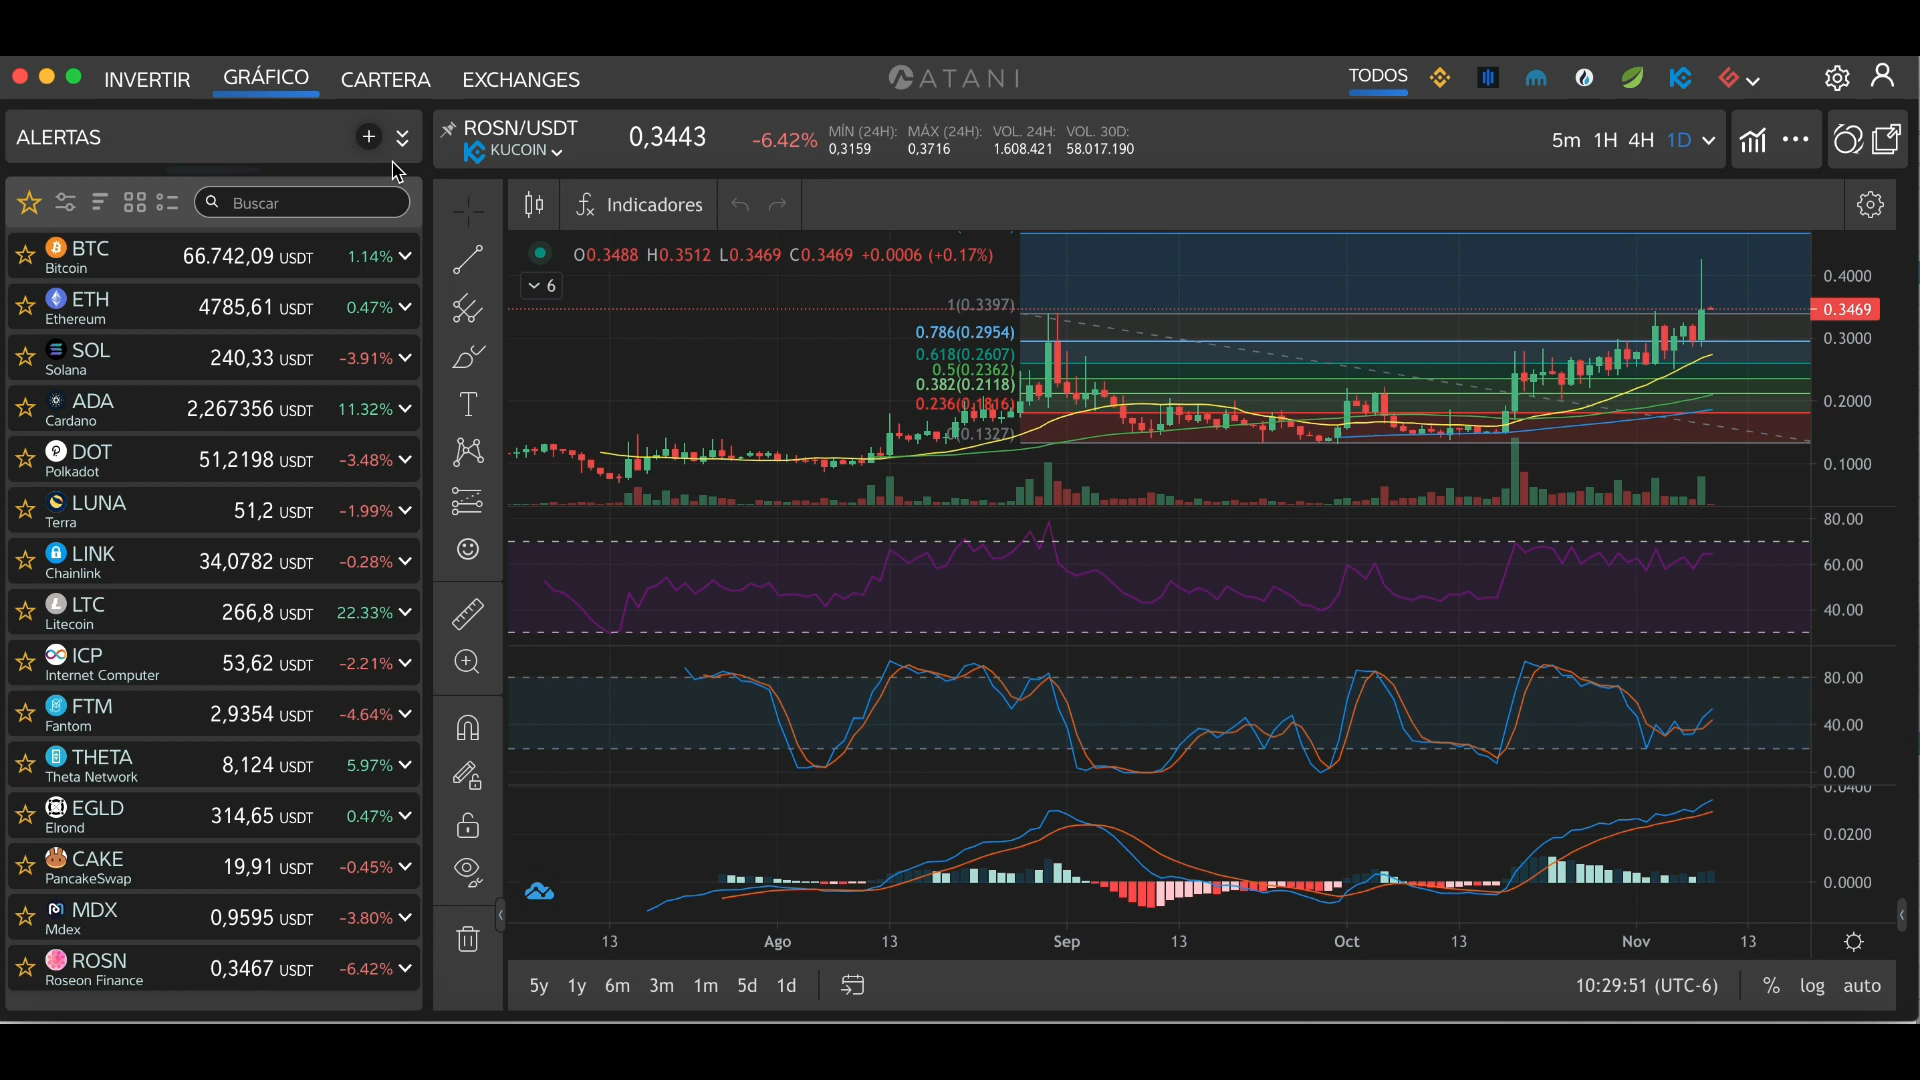 INVERTIR GRÁFICO CARTERA EXCHANGES ATANI TODOS
ALERTAS
ROSN/USDT
KUCOIN
0,3443 -6.42%
MÍN (24H): MÁX (24H): VOL. 24H: VOL. 30D:
0,3159 0,3716 1.608.421 58.017.190
5m 1H 4H 1D
Buscar
BTC 66.742,09 USDT 1.14%
Bitcoin
ETH 4785,61 USDT 0.47%
Ethereum
SOL 240,33 USDT -3.91%
Solana
ADA 2,267356 USDT 11.32%
Cardano
DOT 51,2198 USDT -3.48%
Polkadot
LUNA 51,2 USDT -1.99%
Terra
LINK 34,0782 USDT -0.28%
Chainlink
LTC 266,8 USDT 22.33%
Litecoin
ICP 53,62 USDT -2.21%
Internet Computer
FTM 2,9354 USDT -4.64%
Fantom
THETA 8,124 USDT 5.97%
Theta Network
EGLD 314,65 USDT 0.47%
Elrond
CAKE 19,91 USDT -0.45%
PancakeSwap
MDX 0,9595 USDT -3.80%
Mdex
ROSN 0,3467 USDT -6.42%
Roseon Finance
Indicadores
O0.3488 H0.3512 L0.3469 C0.3469 +0.0006 (+0.17%)
6
1(0.3397)
0.786(0.2954)
0.618(0.2607)
0.5(0.2362)
0.382(0.2118)
0.236(0.1816)
0(0.1327)
0.4000
0.3469
0.3000
0.2000
0.1000
80.00
60.00
40.00
80.00
40.00
0.00
0.0400
0.0200
0.0000
13 Ago 13 Sep 13 Oct 13 Nov 13
5y 1y 6m 3m 1m 5d 1d
10:29:51 (UTC-6) % log auto